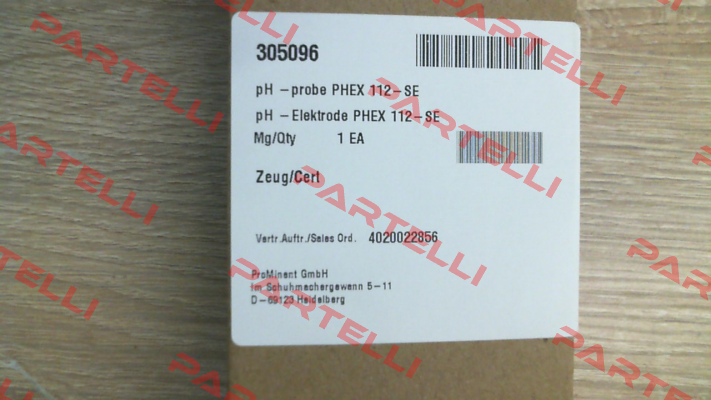 305096
pH -probe PHEX 112-SE
pH -Elektrode PHEX 112-SE
Mg/Qty 1 EA
Zeug/Cert
Vertr.Auftr./Sales Ord. 4020022856
ProMinent GmbH
Im Schuhmachergewann 5-11
D-69123 Heidelberg
PARTELLI
PARTELLI
PARTELLI
PARTELLI
PARTELLI
PARTELLI
PARTELLI